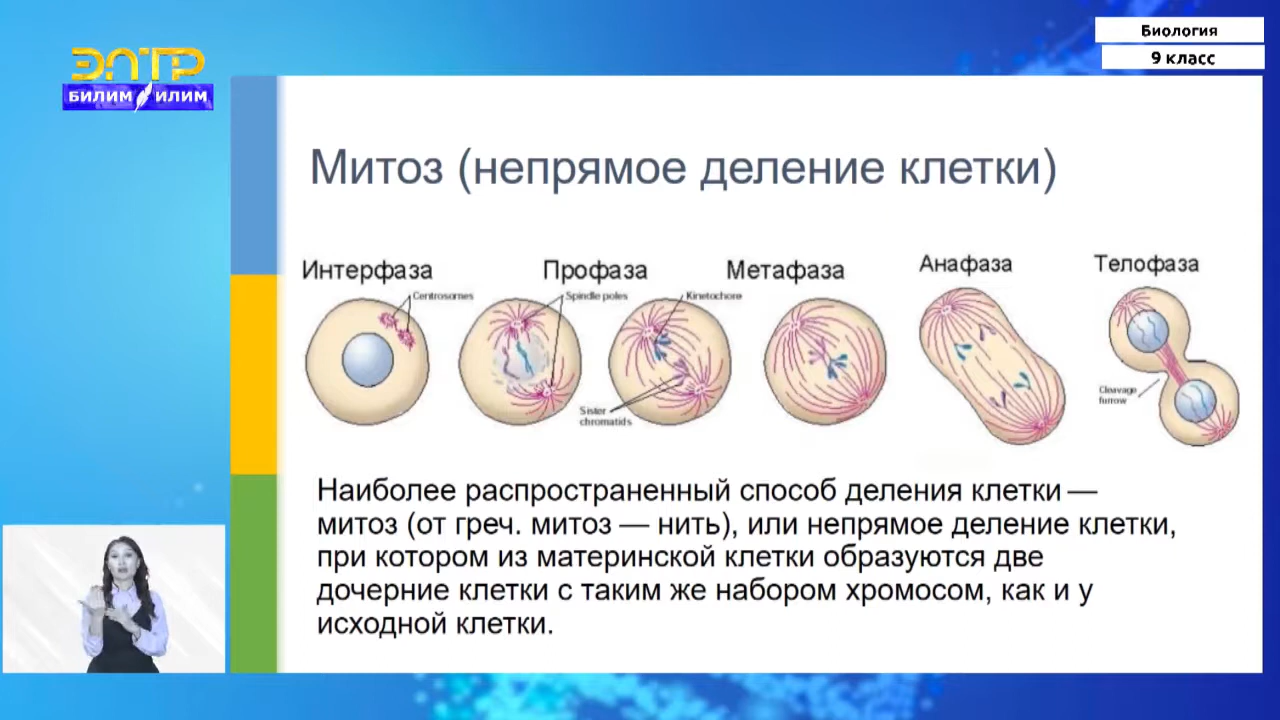 Биология
9 класс
ЭЛТР
БИЛИМ ИЛИМ
Митоз (непрямое деление клетки)
Интерфаза
Профаза
Метафаза
Анафаза
Телофаза
Centrosomes
Spindle poles
Kinetochore
Sister
chromatids
Cleavage
furrow
Наиболее распространенный способ деления клетки —
митоз (от греч. митоз — нить), или непрямое деление клетки,
при котором из материнской клетки образуются две
дочерние клетки с таким же набором хромосом, как и у
исходной клетки.